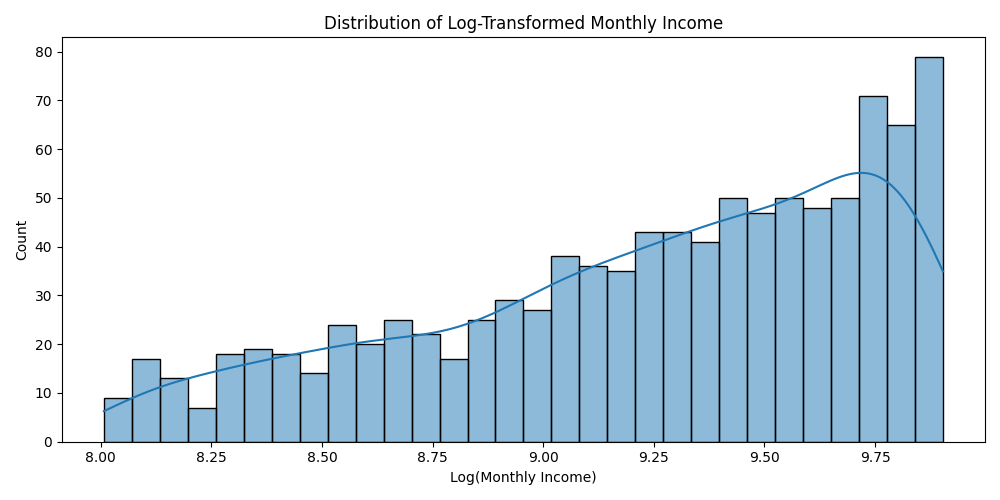 Distribution of Log-Transformed Monthly Income
80
70
60
50
40
30
20
10
0
Count
8.00 8.25 8.50 8.75 9.00 9.25 9.50 9.75
Log(Monthly Income)